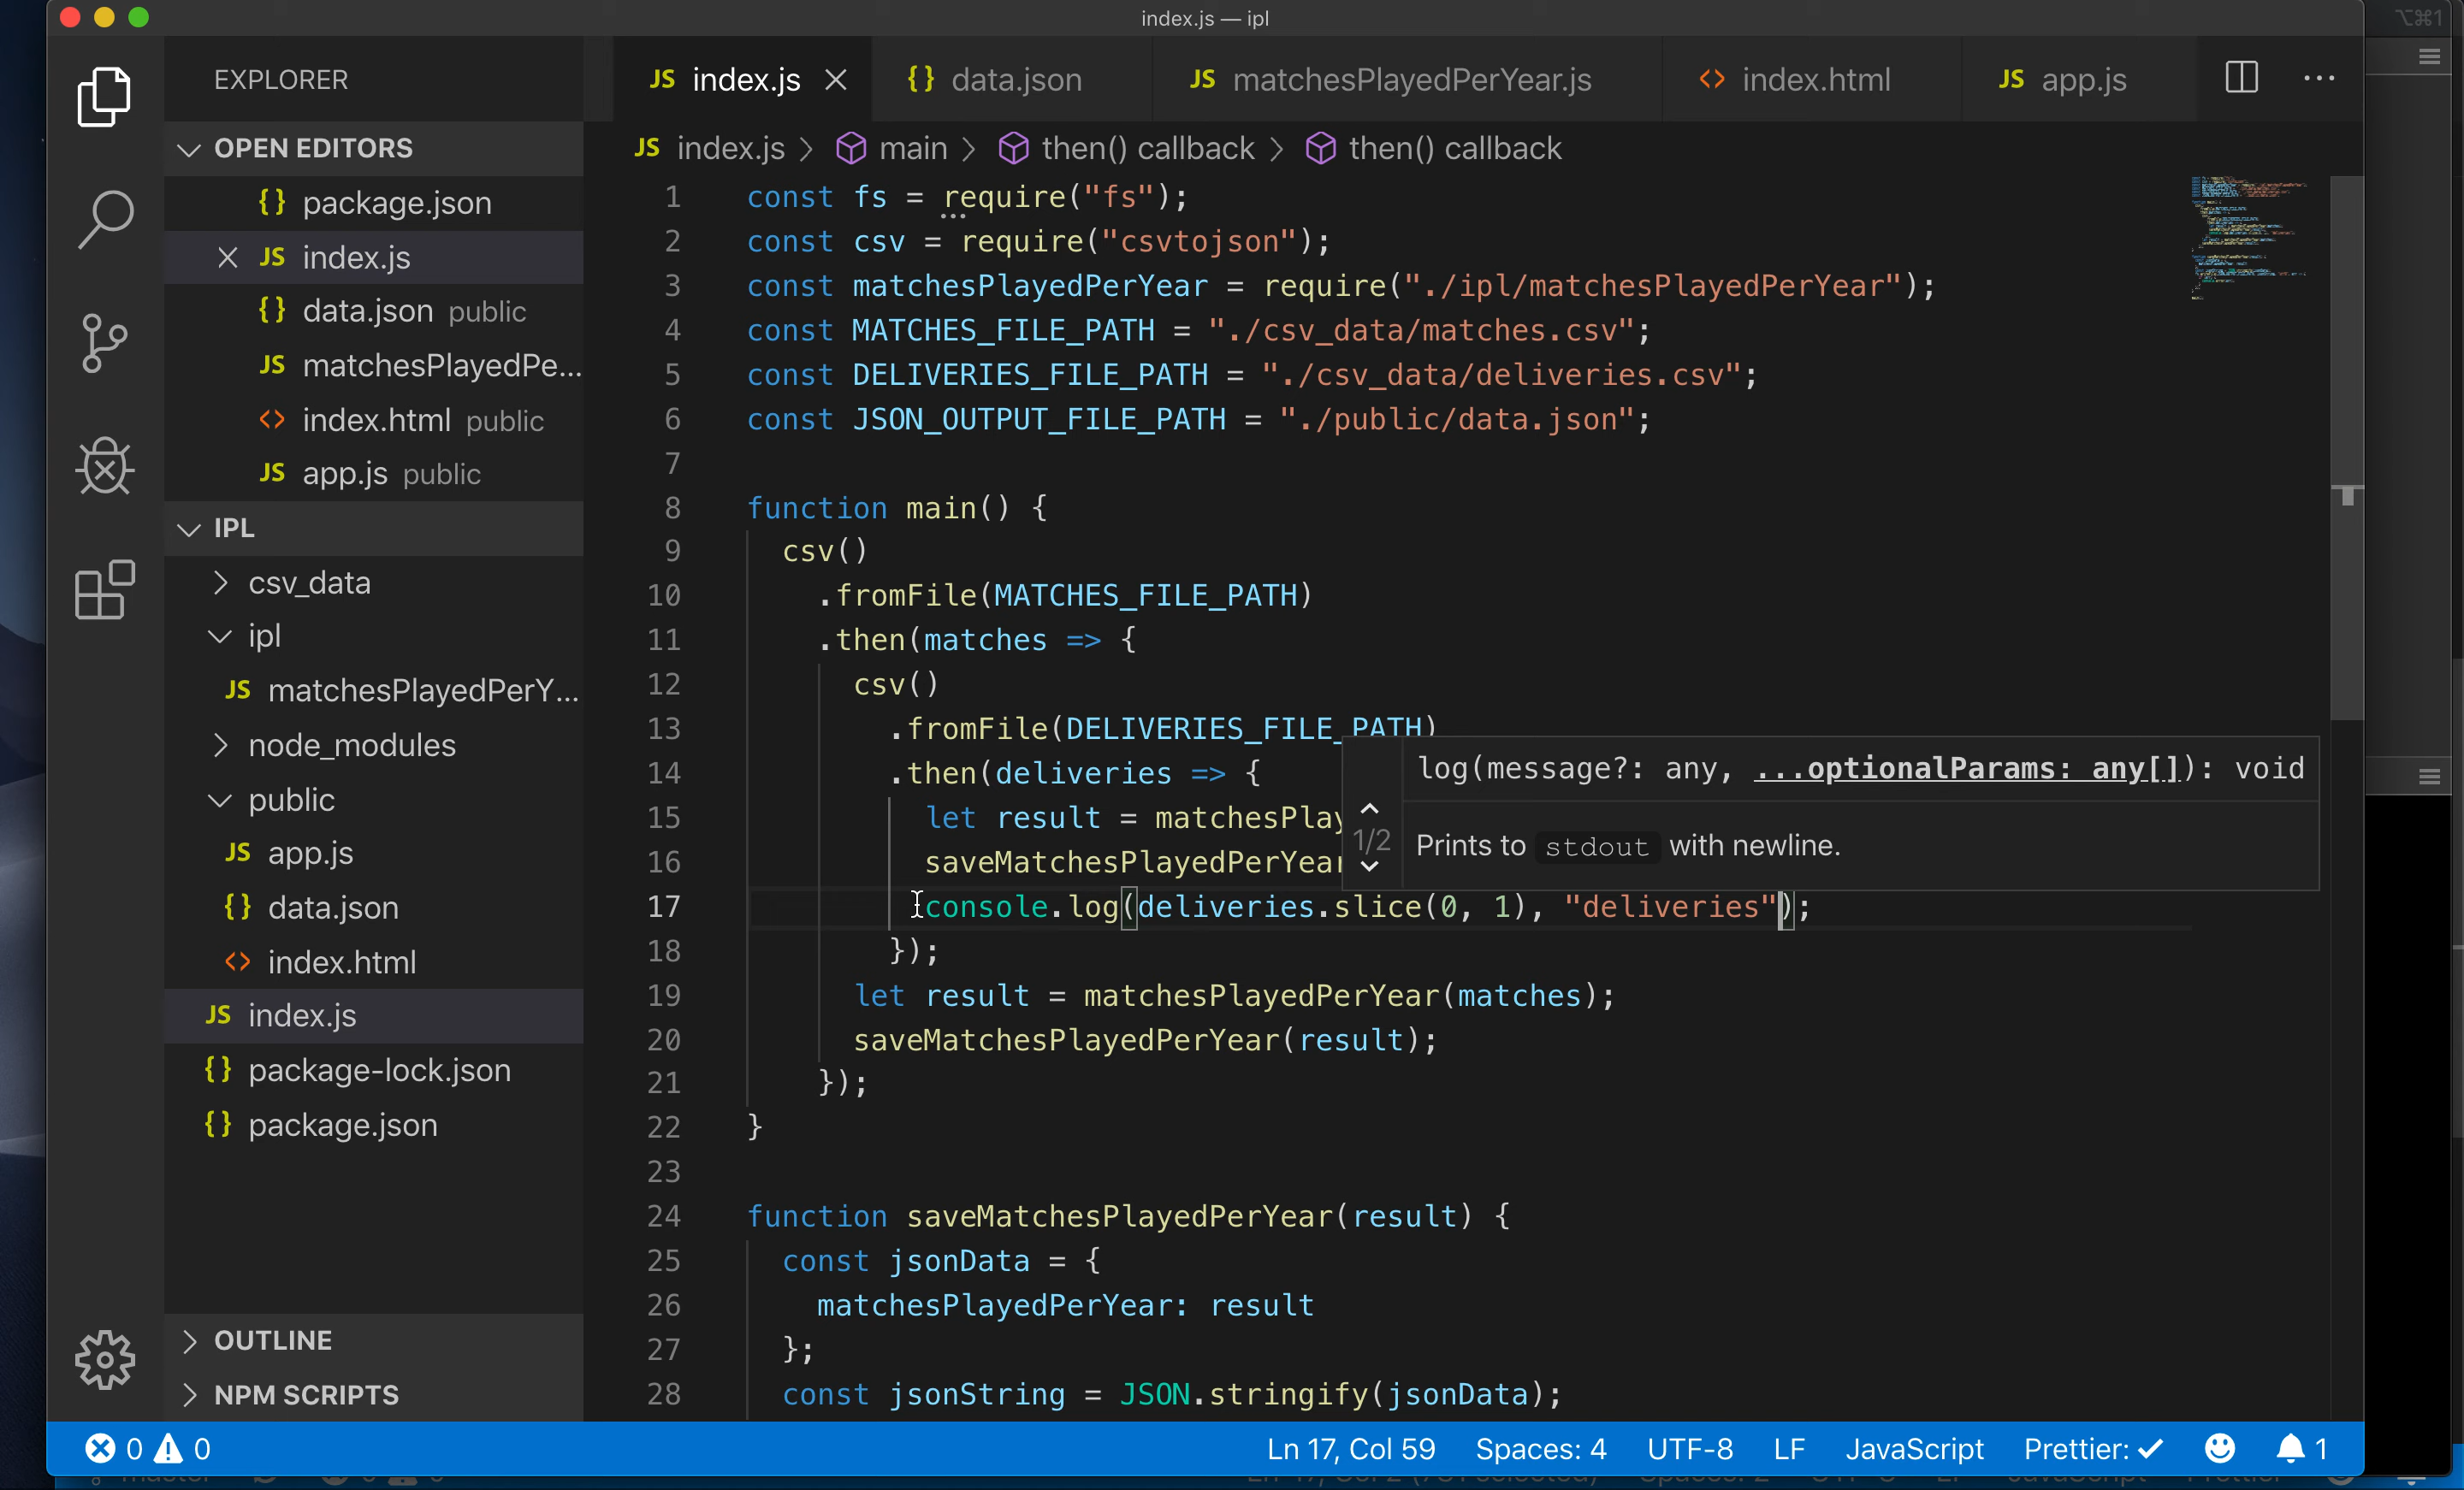 index.js — ipl
⌥⌘1
EXPLORER
JS index.js
{} data.json
JS matchesPlayedPerYear.js
<> index.html
JS app.js
...
OPEN EDITORS
{} package.json
JS index.js
{} data.json public
JS matchesPlayedPe...
<> index.html public
JS app.js public
IPL
csv_data
ipl
JS matchesPlayedPerY...
node_modules
public
JS app.js
{} data.json
<> index.html
JS index.js
{} package-lock.json
{} package.json
OUTLINE
NPM SCRIPTS
JS index.js > main > then() callback > then() callback
1 const fs = require("fs");
2 const csv = require("csvtojson");
3 const matchesPlayedPerYear = require("./ipl/matchesPlayedPerYear");
4 const MATCHES_FILE_PATH = "./csv_data/matches.csv";
5 const DELIVERIES_FILE_PATH = "./csv_data/deliveries.csv";
6 const JSON_OUTPUT_FILE_PATH = "./public/data.json";
7
8 function main() {
9 csv()
10 .fromFile(MATCHES_FILE_PATH)
11 .then(matches => {
12 csv()
13 .fromFile(DELIVERIES_FILE_PATH)
14 .then(deliveries => {
15 let result = matchesPlay
16 saveMatchesPlayedPerYear
17 console.log(deliveries.slice(0, 1), "deliveries");
18 });
19 let result = matchesPlayedPerYear(matches);
20 saveMatchesPlayedPerYear(result);
21 });
22 }
23
24 function saveMatchesPlayedPerYear(result) {
25 const jsonData = {
26 matchesPlayedPerYear: result
27 };
28 const jsonString = JSON.stringify(jsonData);
log(message?: any, ...optionalParams: any[]): void
1/2
Prints to stdout with newline.
0 0
Ln 17, Col 59
Spaces: 4
UTF-8
LF
JavaScript
Prettier: ✓
1